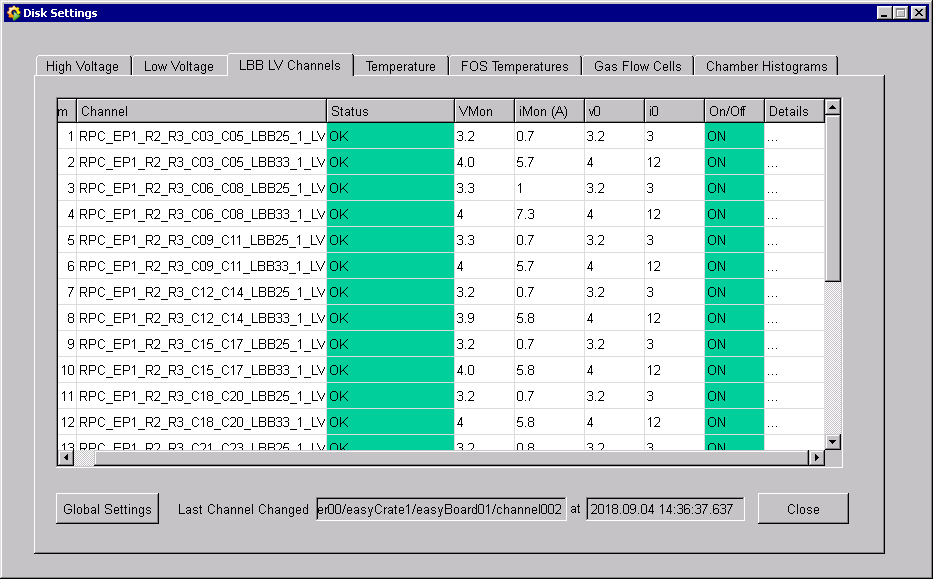 Disk Settings
High Voltage Low Voltage LBB LV Channels Temperature FOS Temperatures Gas Flow Cells Chamber Histograms
m Channel Status VMon iMon (A) v0 i0 On/Off Details
1 RPC_EP1_R2_R3_C03_C05_LBB25_1_LV OK 3.2 0.7 3.2 3 ON ...
2 RPC_EP1_R2_R3_C03_C05_LBB33_1_LV OK 4.0 5.7 4 12 ON ...
3 RPC_EP1_R2_R3_C06_C08_LBB25_1_LV OK 3.3 1 3.2 3 ON ...
4 RPC_EP1_R2_R3_C06_C08_LBB33_1_LV OK 4 7.3 4 12 ON ...
5 RPC_EP1_R2_R3_C09_C11_LBB25_1_LV OK 3.3 0.7 3.2 3 ON ...
6 RPC_EP1_R2_R3_C09_C11_LBB33_1_LV OK 4 5.7 4 12 ON ...
7 RPC_EP1_R2_R3_C12_C14_LBB25_1_LV OK 3.2 0.7 3.2 3 ON ...
8 RPC_EP1_R2_R3_C12_C14_LBB33_1_LV OK 3.9 5.8 4 12 ON ...
9 RPC_EP1_R2_R3_C15_C17_LBB25_1_LV OK 3.2 0.7 3.2 3 ON ...
10 RPC_EP1_R2_R3_C15_C17_LBB33_1_LV OK 4.0 5.8 4 12 ON ...
11 RPC_EP1_R2_R3_C18_C20_LBB25_1_LV OK 3.2 0.7 3.2 3 ON ...
12 RPC_EP1_R2_R3_C18_C20_LBB33_1_LV OK 4 5.8 4 12 ON ...
13 RPC_EP1_R2_R3_C21_C23_LBB25_1_LV OK 3.2 0.8 3.2 3 ON ...
Global Settings Last Channel Changed er00/easyCrate1/easyBoard01/channel002 at 2018.09.04 14:36:37.637 Close